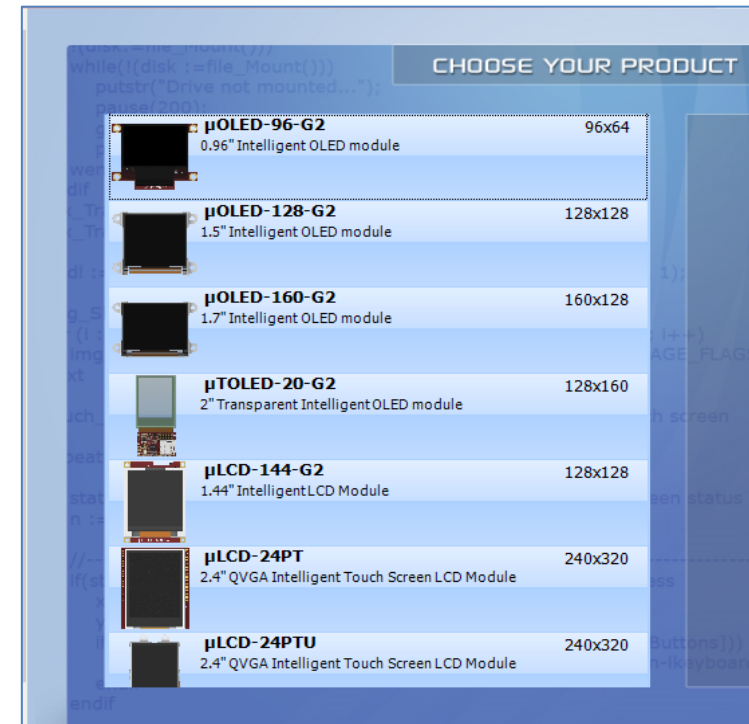 !(disk:=file_Mount()))
while(!(disk :=file_Mount()))
CHOOSE YOUR PRODUCT
putstr("Drive not mounted...");
pause(200);
µOLED-96-G2 96x64
0.96" Intelligent OLED module
µOLED-128-G2 128x128
1.5" Intelligent OLED module
µOLED-160-G2 160x128
1.7" Intelligent OLED module
µTOLED-20-G2 128x160
2" Transparent Intelligent OLED module
µLCD-144-G2 128x128
1.44" Intelligent LCD Module
µLCD-24PT 240x320
2.4" QVGA Intelligent Touch Screen LCD Module
µLCD-24PTU 240x320
2.4" QVGA Intelligent Touch Screen LCD Module
endif